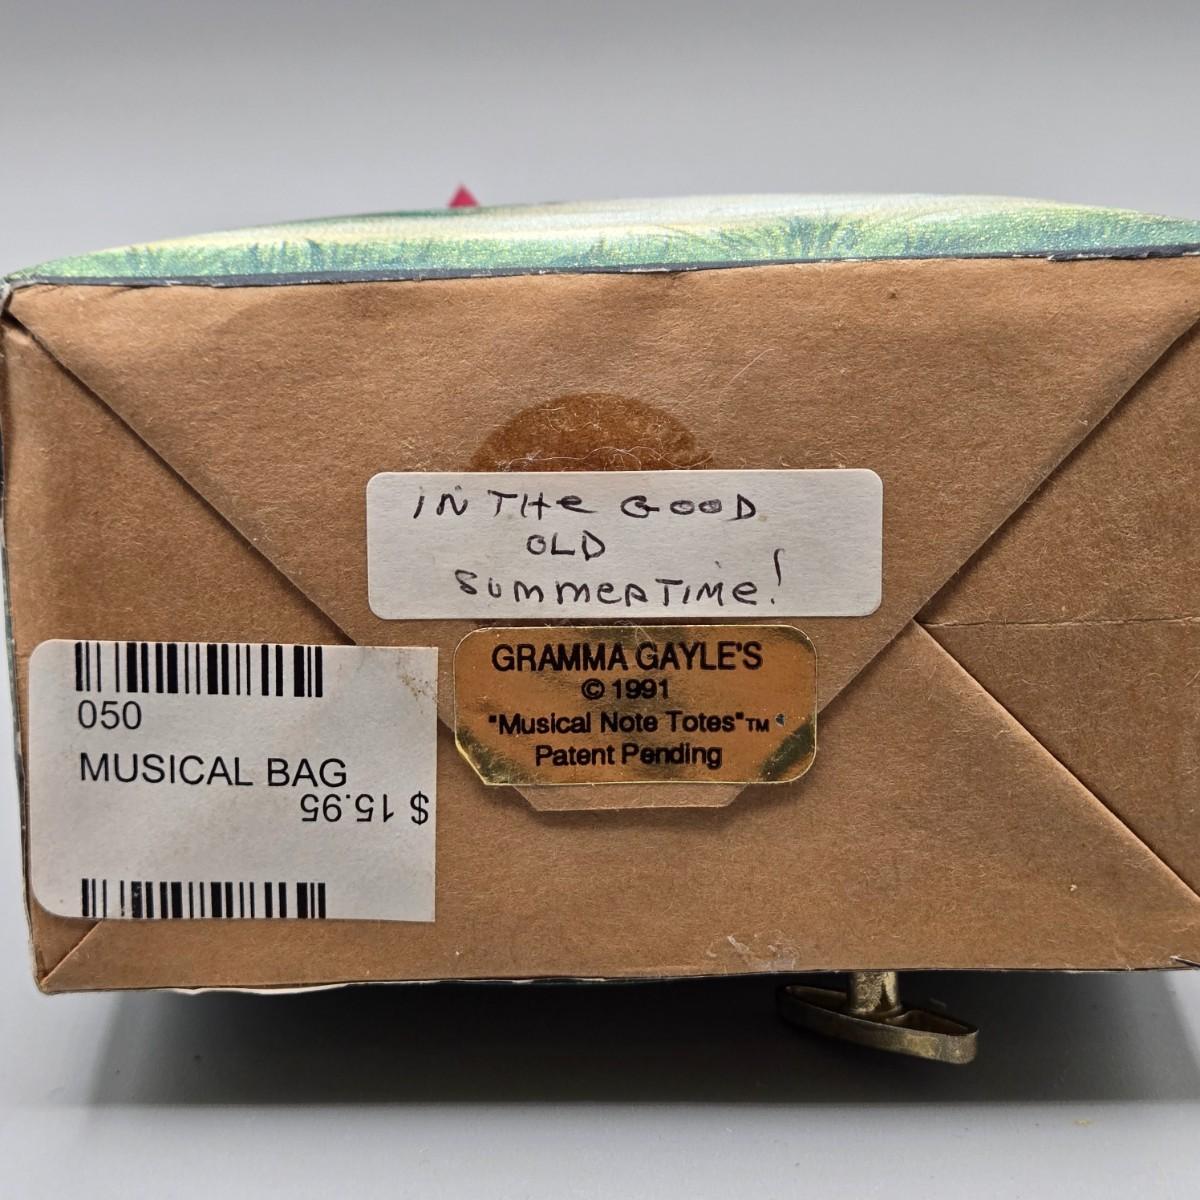 IN THE GOOD
OLD
SUMMERTIME!
GRAMMA GAYLE'S
© 1991
"Musical Note Totes"™
Patent Pending
050
MUSICAL BAG
$ 15.95